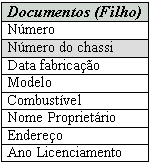 Documentos (Filho)
Número
Número do chassi
Data fabricação
Modelo
Combustível
Nome Proprietário
Endereço
Ano Licenciamento